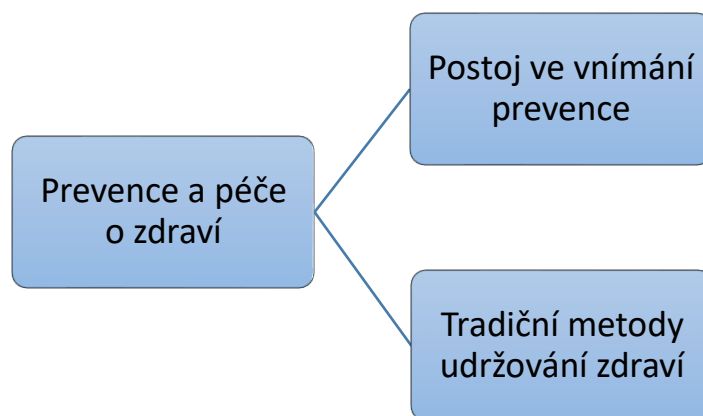 Postoj ve vnímání
prevence
Prevence a péče
o zdraví
Tradiční metody
udržování zdraví